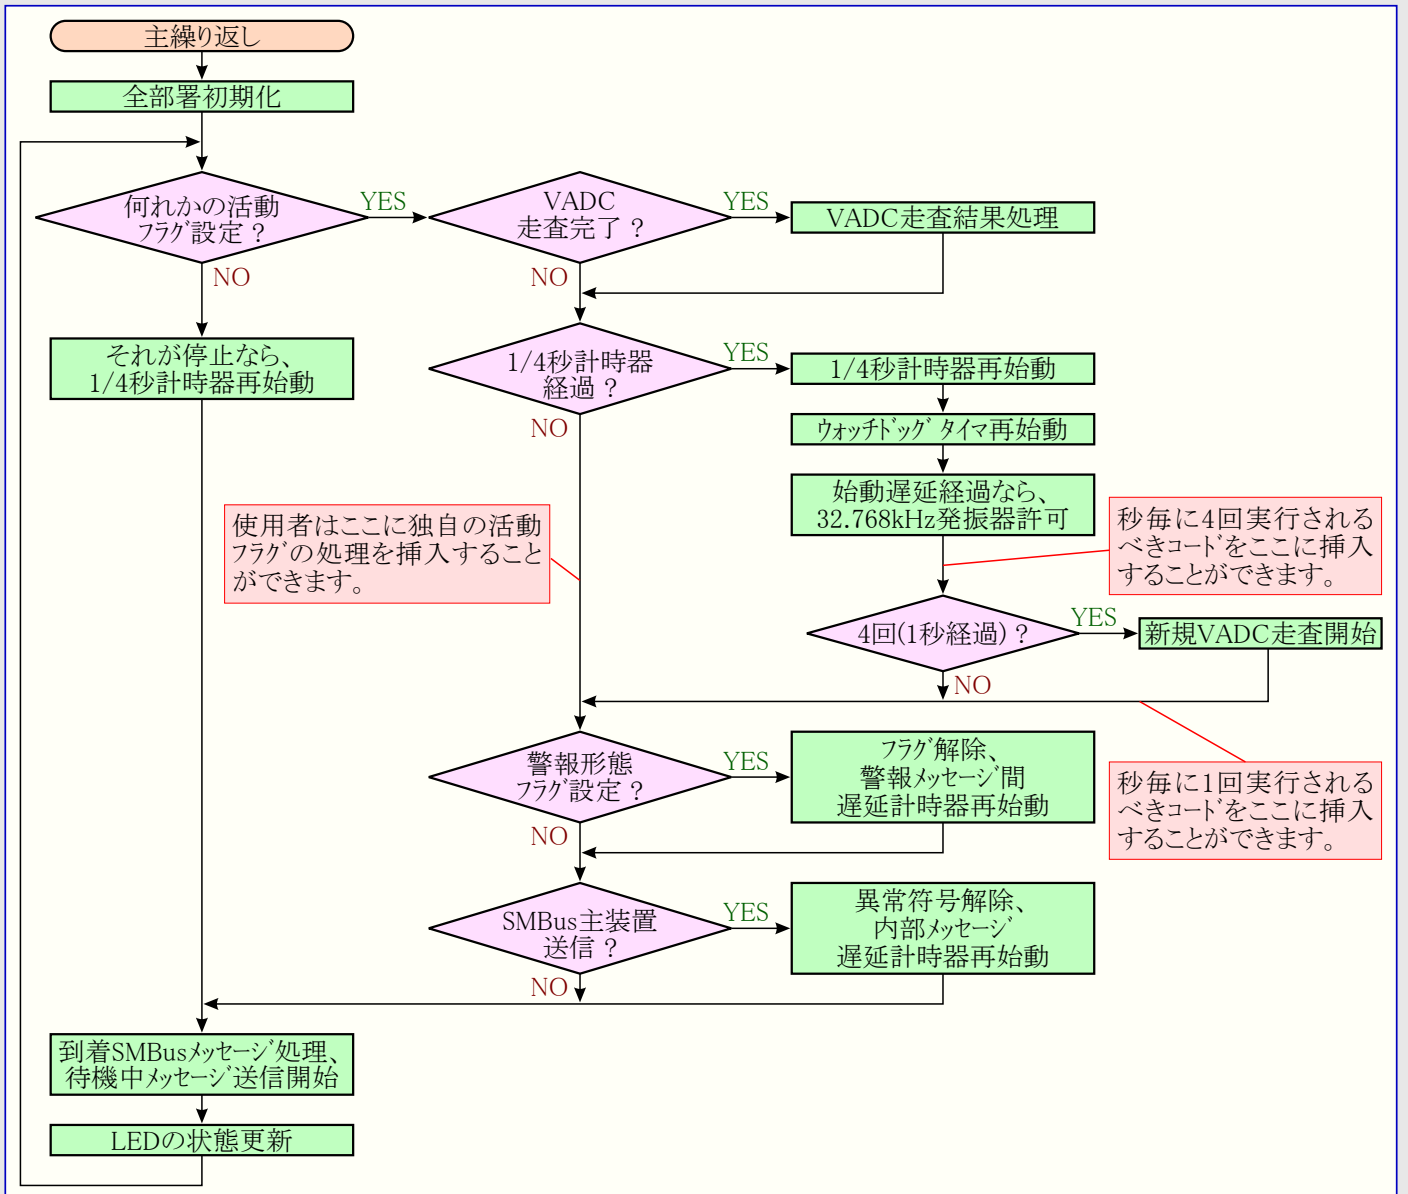 主繰り返し
全部署初期化
何れかの活動
フラグ設定 ?
YES
NO
VADC
走査完了 ?
YES
NO
VADC走査結果処理
それが停止なら、
1/4秒計時器再始動
1/4秒計時器
経過 ?
YES
NO
1/4秒計時器再始動
ウォッチドッグ タイマ再始動
始動遅延経過なら、
32.768kHz発振器許可
使用者はここに独自の活動
フラグの処理を挿入すること
ができます。
秒毎に4回実行される
べきコードをここに挿入
することができます。
4回(1秒経過) ?
YES
NO
新規VADC走査開始
秒毎に1回実行される
べきコードをここに挿入
することができます。
警報形態
フラグ設定 ?
YES
NO
フラグ解除、
警報メッセージ間
遅延計時器再始動
SMBus主装置
送信 ?
YES
NO
異常符号解除、
内部メッセージ
遅延計時器再始動
到着SMBusメッセージ処理、
待機中メッセージ送信開始
LEDの状態更新